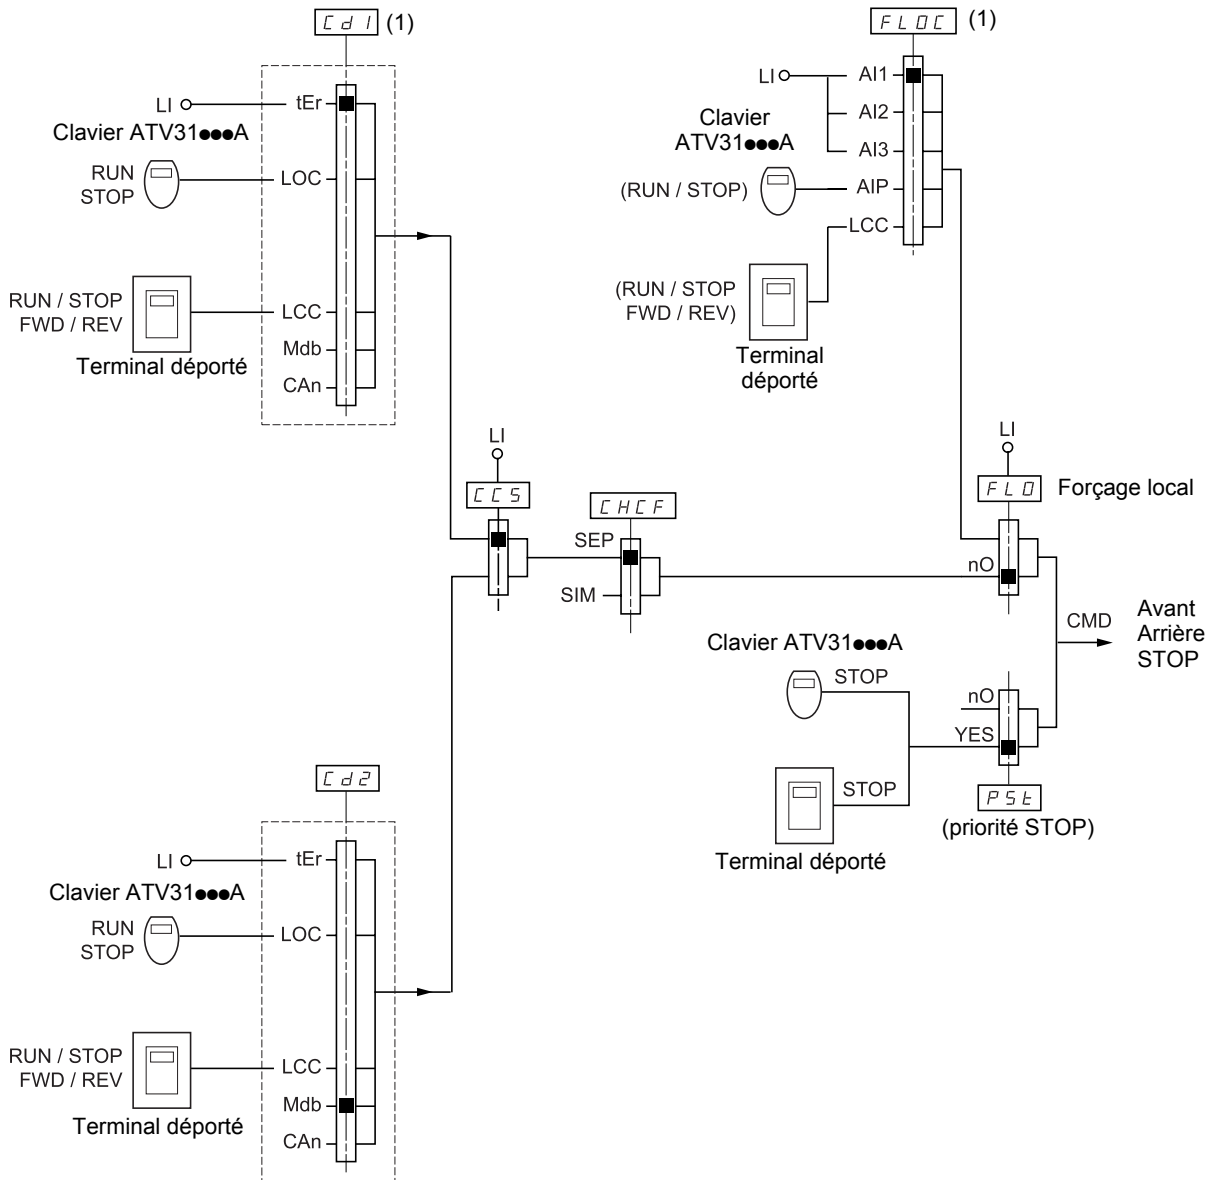 Cd1 (1)
LI
tEr
Clavier ATV31●●●A
RUN
STOP
LOC
RUN / STOP
FWD / REV
LCC
Terminal déporté
Mdb
CAn
FLOC (1)
LI
AI1
AI2
AI3
Clavier
ATV31●●●A
(RUN / STOP)
AIP
LCC
(RUN / STOP
FWD / REV)
Terminal
déporté
LI
CCS
CHCF
SEP
SIM
LI
FLO Forçage local
nO
CMD
Avant
Arrière
STOP
Clavier ATV31●●●A
STOP
nO
YES
STOP
PSt
(priorité STOP)
Terminal déporté
Cd2
LI
tEr
Clavier ATV31●●●A
RUN
STOP
LOC
RUN / STOP
FWD / REV
LCC
Terminal déporté
Mdb
CAn